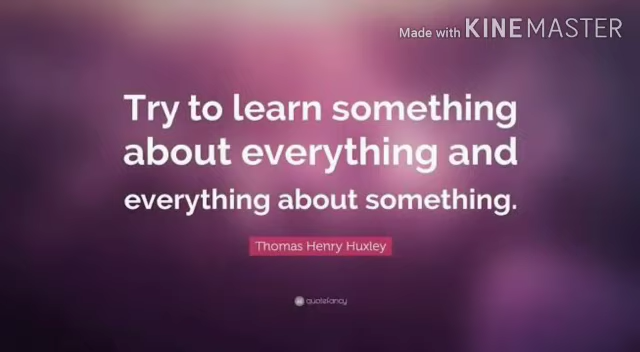 Made with KINEMASTER
Try to learn something
about everything and
everything about something.
Thomas Henry Huxley
quotefancy